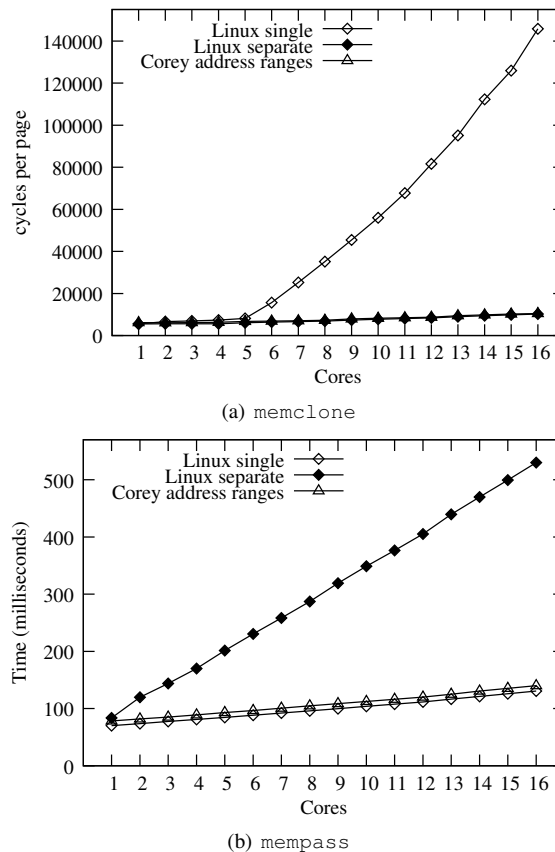 Linux single
Linux separate
Corey address ranges
140000
120000
100000
80000
60000
40000
20000
0
cycles per page
1 2 3 4 5 6 7 8 9 10 11 12 13 14 15 16
Cores
(a) memclone
Linux single
Linux separate
Corey address ranges
500
400
300
200
100
0
Time (milliseconds)
1 2 3 4 5 6 7 8 9 10 11 12 13 14 15 16
Cores
(b) mempass